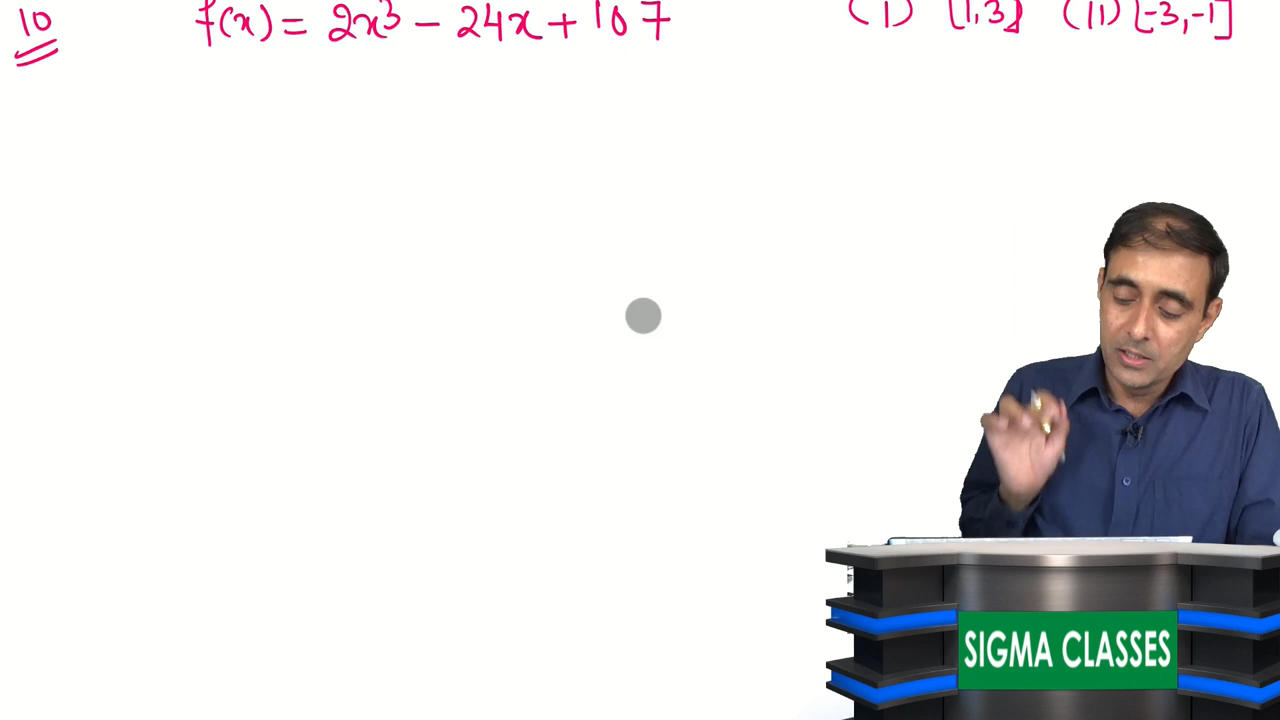 10 f(x) = 2x³ - 24x + 107 (i) [1,3] (ii) [-3,-1]
SIGMA CLASSES